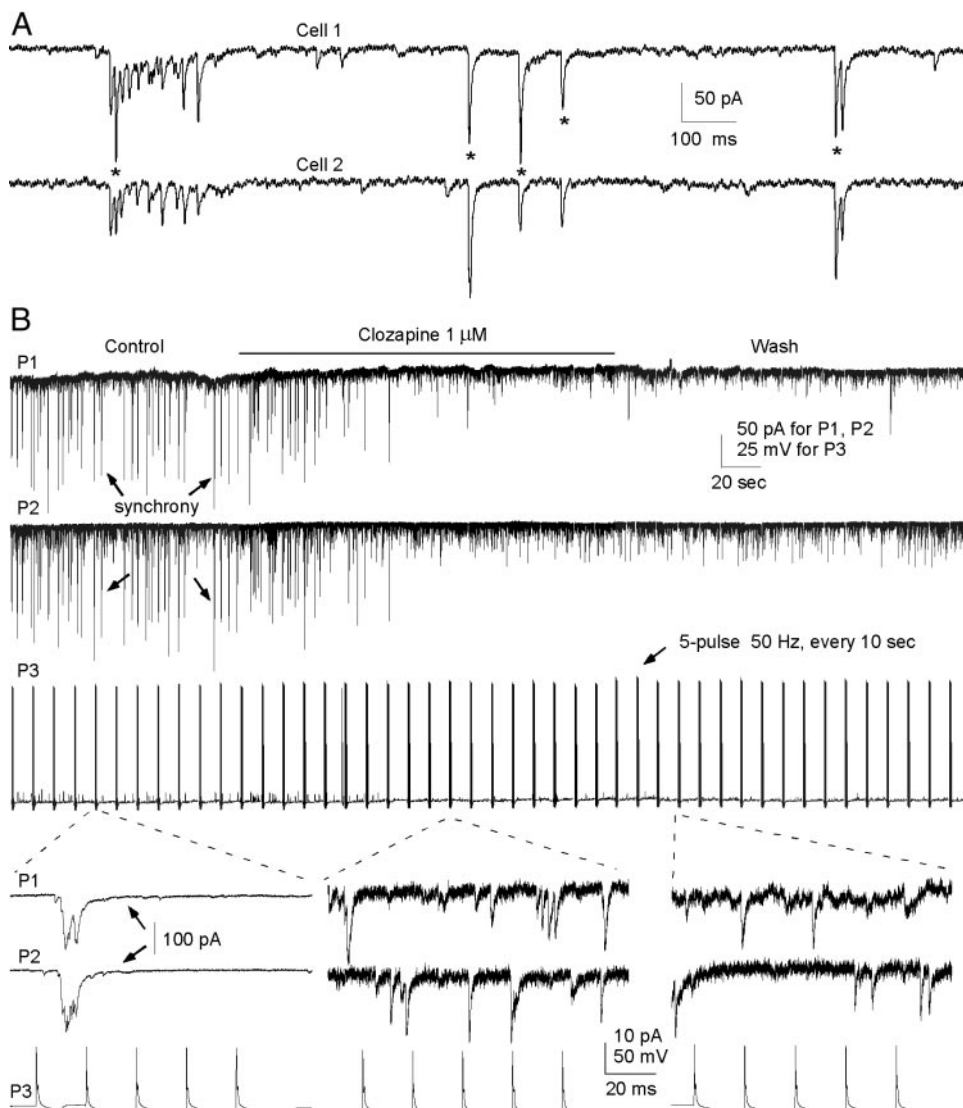 A
Cell 1
50 pA
100 ms
*
*
*
*
*
Cell 2
B
Control
Clozapine 1 μM
Wash
P1
50 pA for P1, P2
25 mV for P3
20 sec
synchrony
P2
5-pulse 50 Hz, every 10 sec
P3
P1
100 pA
P2
10 pA
50 mV
20 ms
P3